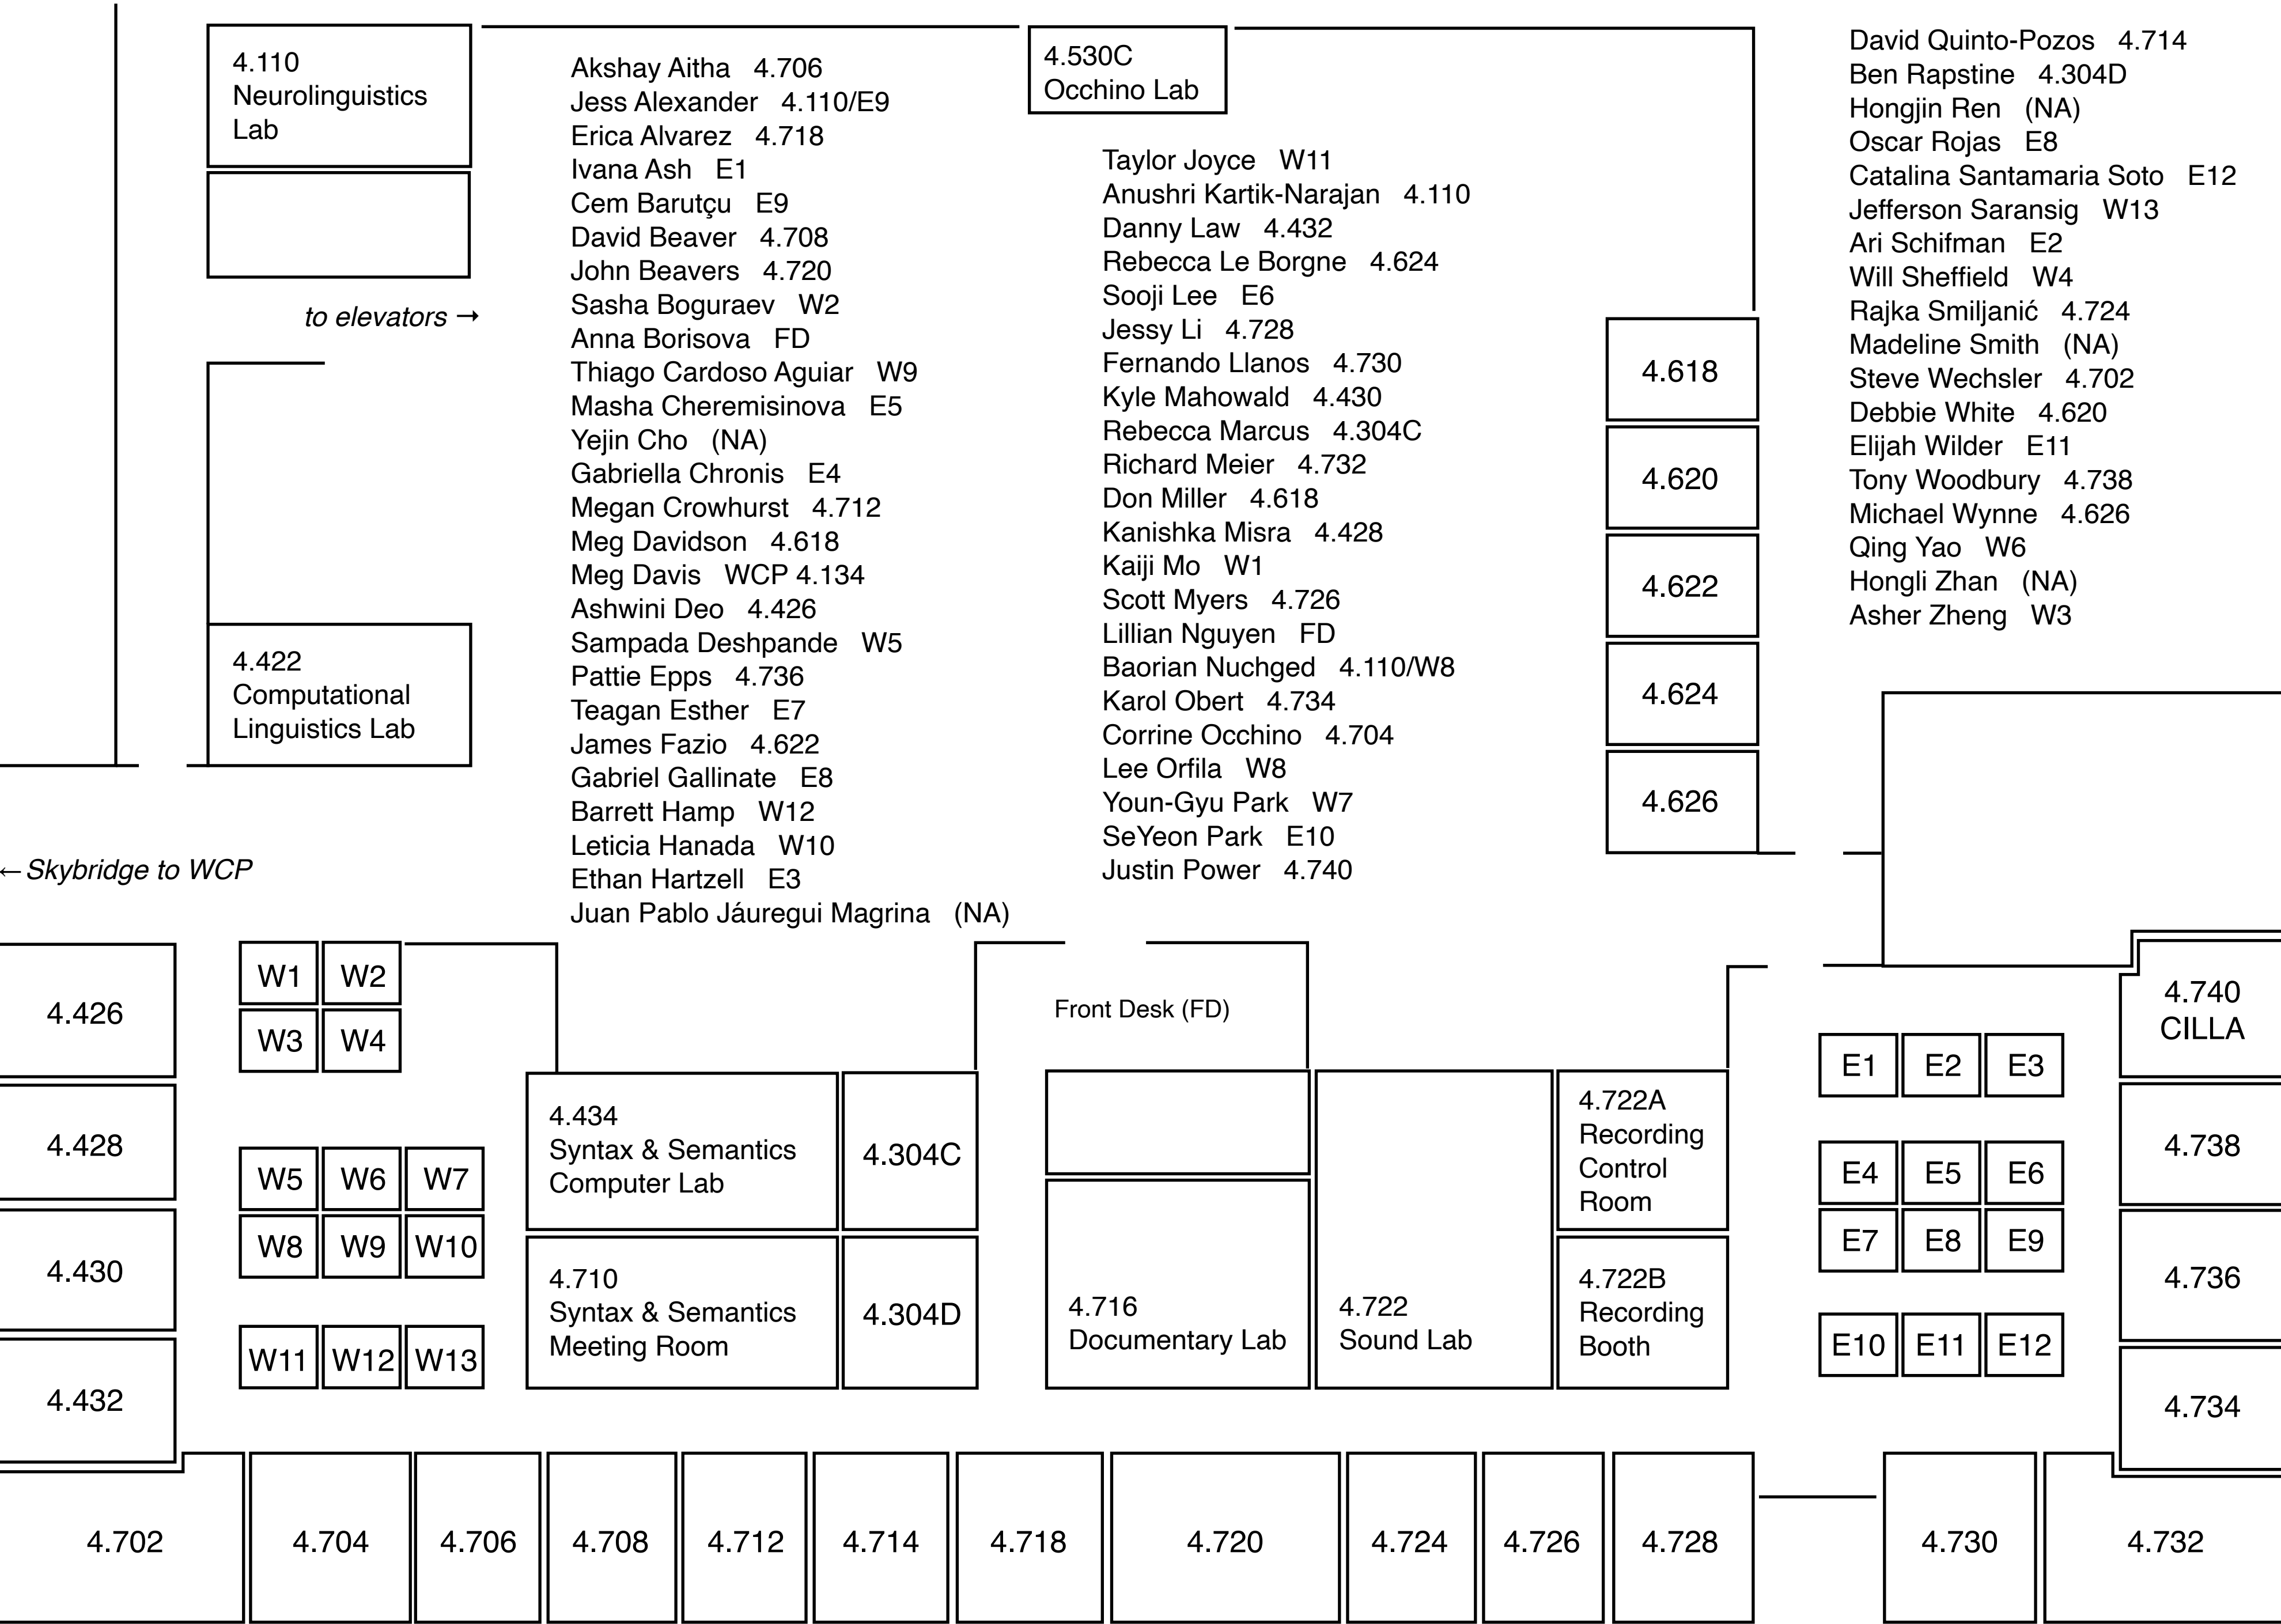 4.110
Neurolinguistics
Lab
to elevators →
4.422
Computational
Linguistics Lab
←Skybridge to WCP
Akshay Aitha 4.706
Jess Alexander 4.110/E9
Erica Alvarez 4.718
Ivana Ash E1
Cem Barutçu E9
David Beaver 4.708
John Beavers 4.720
Sasha Boguraev W2
Anna Borisova FD
Thiago Cardoso Aguiar W9
Masha Cheremisinova E5
Yejin Cho (NA)
Gabriella Chronis E4
Megan Crowhurst 4.712
Meg Davidson 4.618
Meg Davis WCP 4.134
Ashwini Deo 4.426
Sampada Deshpande W5
Pattie Epps 4.736
Teagan Esther E7
James Fazio 4.622
Gabriel Gallinate E8
Barrett Hamp W12
Leticia Hanada W10
Ethan Hartzell E3
Juan Pablo Jáuregui Magrina (NA)
4.530C
Occhino Lab
Taylor Joyce W11
Anushri Kartik-Narajan 4.110
Danny Law 4.432
Rebecca Le Borgne 4.624
Sooji Lee E6
Jessy Li 4.728
Fernando Llanos 4.730
Kyle Mahowald 4.430
Rebecca Marcus 4.304C
Richard Meier 4.732
Don Miller 4.618
Kanishka Misra 4.428
Kaiji Mo W1
Scott Myers 4.726
Lillian Nguyen FD
Baorian Nuchged 4.110/W8
Karol Obert 4.734
Corrine Occhino 4.704
Lee Orfila W8
Youn-Gyu Park W7
SeYeon Park E10
Justin Power 4.740
4.618
4.620
4.622
4.624
4.626
David Quinto-Pozos 4.714
Ben Rapstine 4.304D
Hongjin Ren (NA)
Oscar Rojas E8
Catalina Santamaria Soto E12
Jefferson Saransig W13
Ari Schifman E2
Will Sheffield W4
Rajka Smiljanić 4.724
Madeline Smith (NA)
Steve Wechsler 4.702
Debbie White 4.620
Elijah Wilder E11
Tony Woodbury 4.738
Michael Wynne 4.626
Qing Yao W6
Hongli Zhan (NA)
Asher Zheng W3
4.426
4.428
4.430
4.432
W1 W2
W3 W4
W5 W6 W7
W8 W9 W10
W11 W12 W13
4.434
Syntax & Semantics
Computer Lab
4.304C
4.710
Syntax & Semantics
Meeting Room
4.304D
Front Desk (FD)
4.716
Documentary Lab
4.722
Sound Lab
4.722A
Recording
Control
Room
4.722B
Recording
Booth
E1 E2 E3
E4 E5 E6
E7 E8 E9
E10 E11 E12
4.740
CILLA
4.738
4.736
4.734
4.702 4.704 4.706 4.708 4.712 4.714 4.718 4.720 4.724 4.726 4.728 4.730 4.732